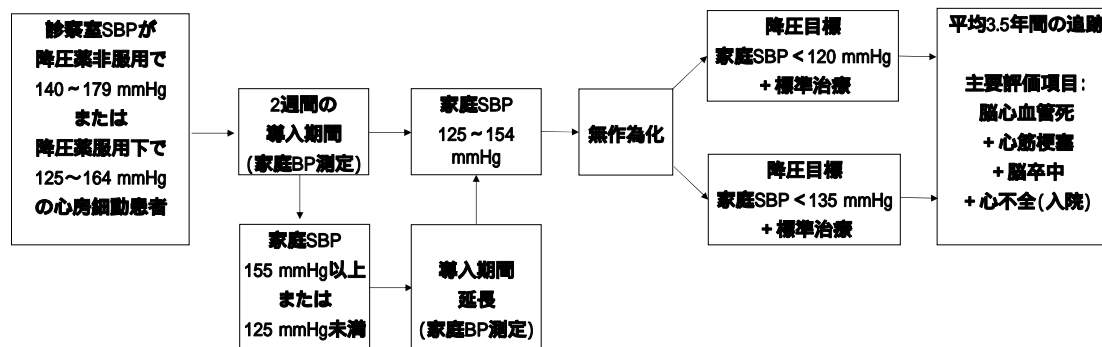 診察室SBPが
降圧薬非服用で
140～179 mmHg
または
降圧薬服用下で
125～164 mmHg
の心房細動患者
2週間の
導入期間
(家庭BP測定)
家庭SBP
155 mmHg以上
または
125 mmHg未満
導入期間
延長
(家庭BP測定)
家庭SBP
125～154
mmHg
無作為化
降圧目標
家庭SBP＜120 mmHg
+標準治療
降圧目標
家庭SBP＜135 mmHg
+標準治療
平均3.5年間の追跡
主要評価項目:
脳心血管死
+心筋梗塞
+脳卒中
+心不全(入院)